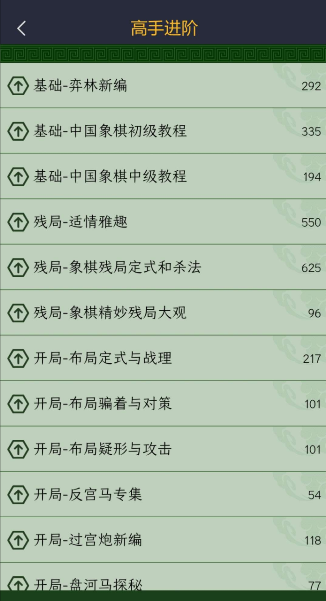 高手进阶
基础-弈林新编 292
基础-中国象棋初级教程 335
基础-中国象棋中级教程 194
残局-适情雅趣 550
残局-象棋残局定式和杀法 625
残局-象棋精妙残局大观 96
开局-布局定式与战理 217
开局-布局骗着与对策 101
开局-布局疑形与攻击 101
开局-反宫马专集 54
开局-过宫炮新编 118
开局-盘河马探秘 77